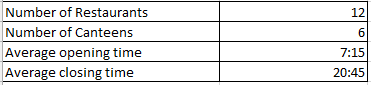 Number of Restaurants 12
Number of Canteens 6
Average opening time 7:15
Average closing time 20:45